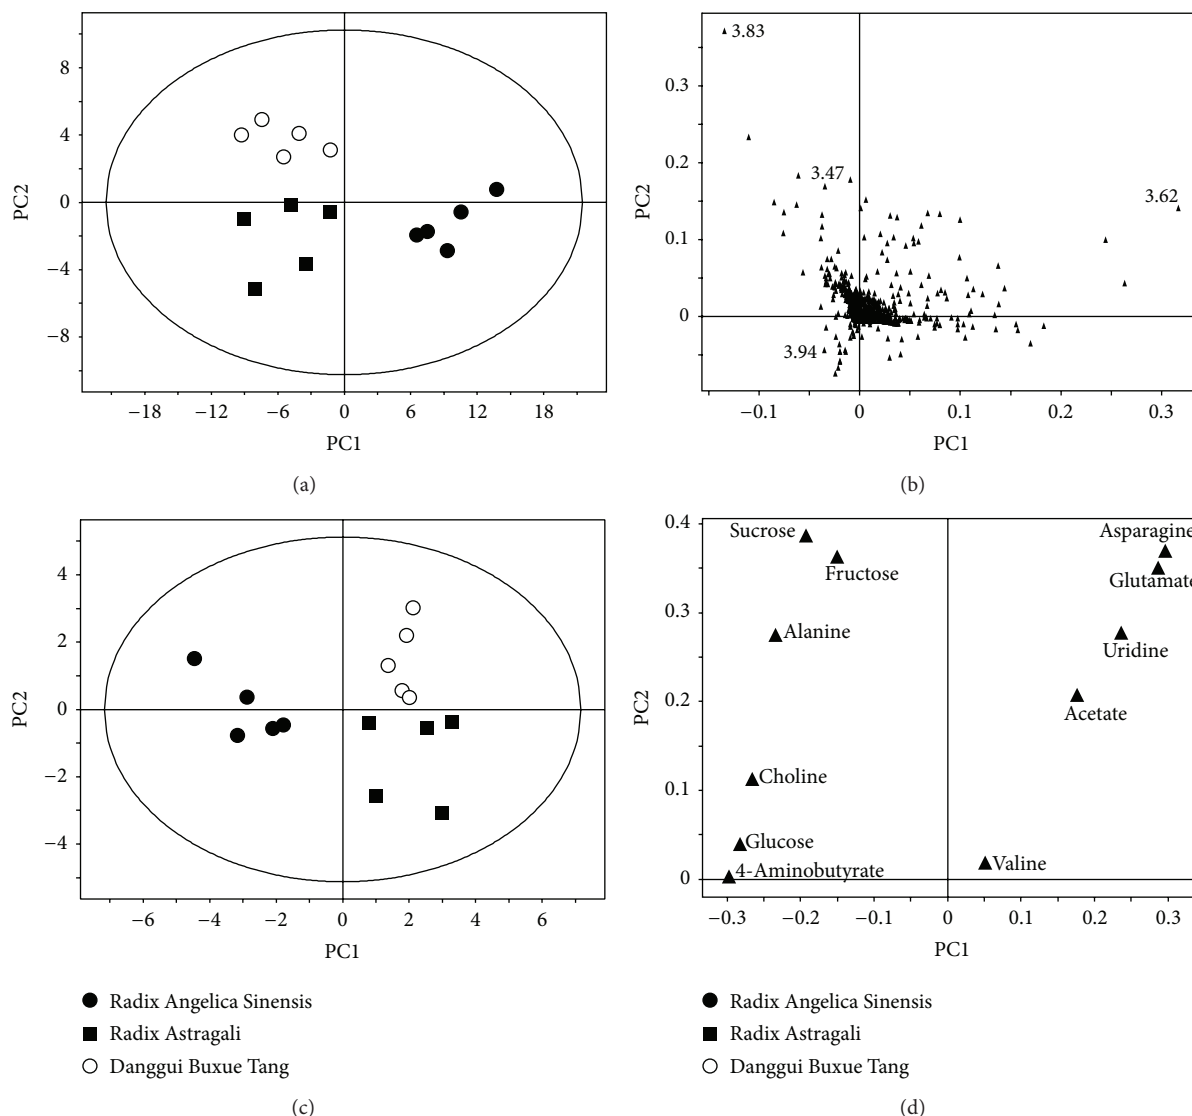 8
4
0
−4
−8
PC2
−18 −12 −6 0 6 12 18
PC1
(a)
3.83
3.47
3.62
3.94
0.3
0.2
0.1
0
PC2
−0.1 0 0.1 0.2 0.3
PC1
(b)
4
2
0
−2
−4
PC2
−6 −4 −2 0 2 4 6
PC1
Radix Angelica Sinensis
Radix Astragali
Danggui Buxue Tang
(c)
0.4
0.3
0.2
0.1
0
PC2
Sucrose
Fructose
Alanine
Choline
Glucose
4-Aminobutyrate
Asparagine
Glutamate
Uridine
Acetate
Valine
−0.3 −0.2 −0.1 0 0.1 0.2 0.3
PC1
Radix Angelica Sinensis
Radix Astragali
Danggui Buxue Tang
(d)